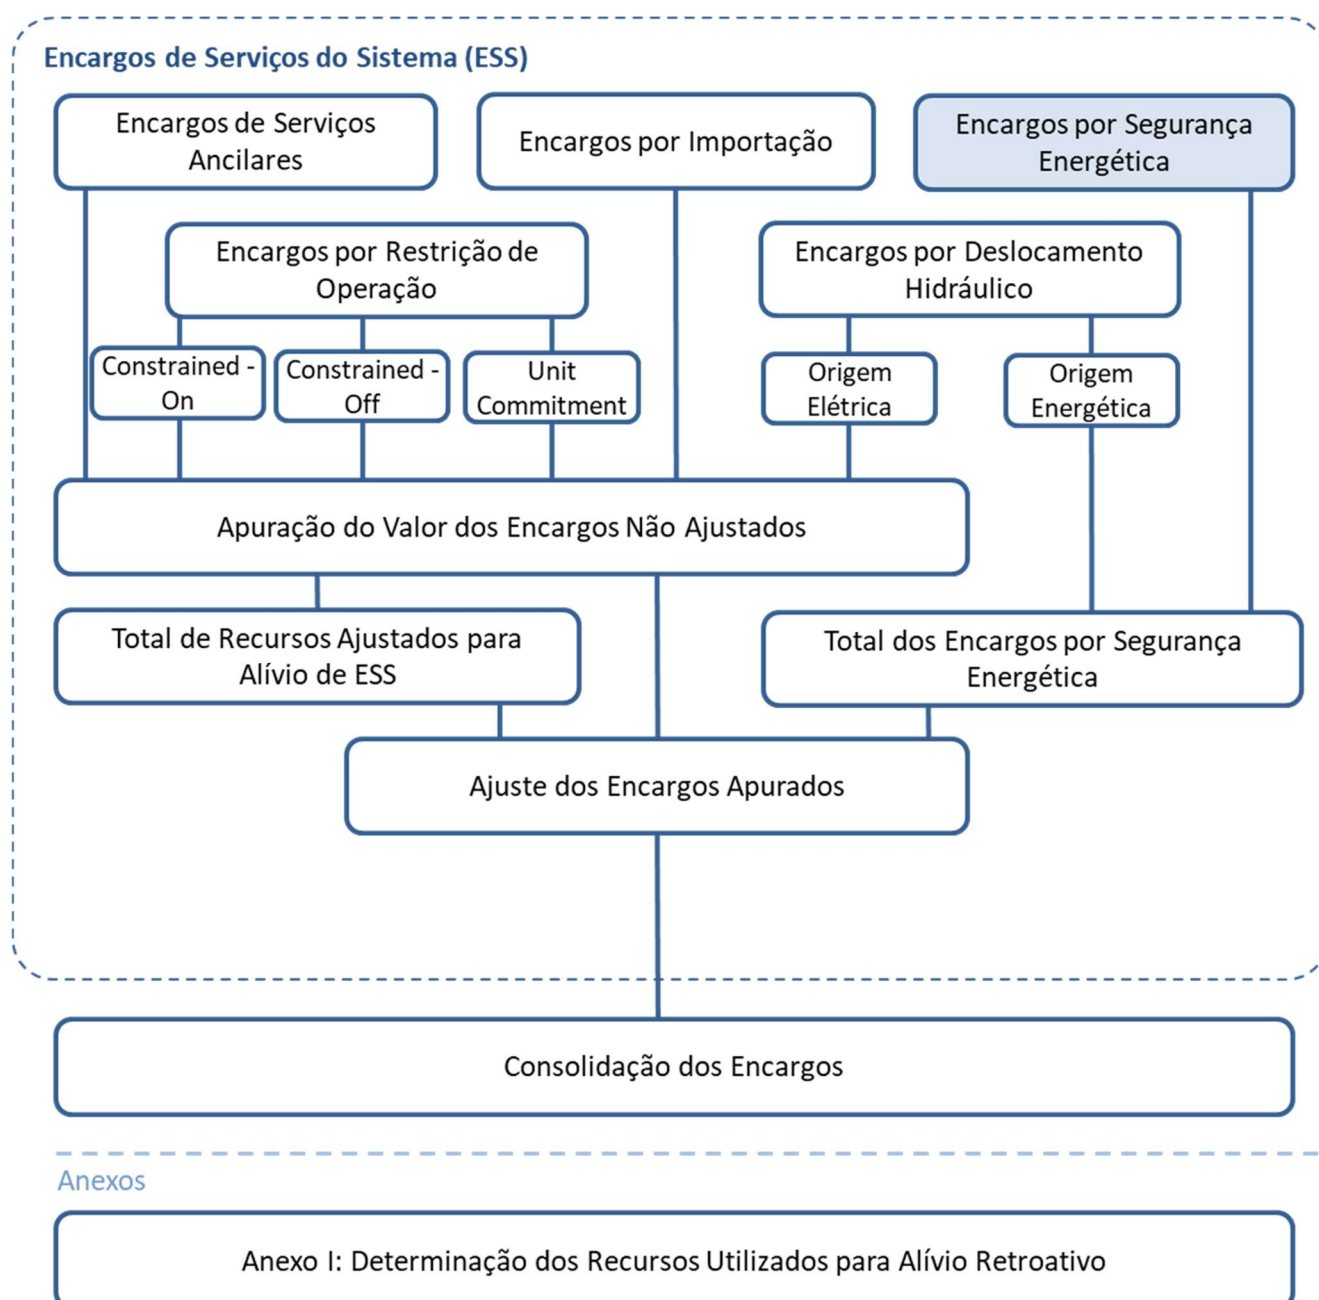 Encargos de Serviços do Sistema (ESS)
Encargos de Serviços
Ancilares
Encargos por Importação
Encargos por Segurança
Energética
Encargos por Restrição de
Operação
Encargos por Deslocamento
Hidráulico
Constrained -
On
Constrained -
Off
Unit
Commitment
Origem
Elétrica
Origem
Energética
Apuração do Valor dos Encargos Não Ajustados
Total de Recursos Ajustados para
Alívio de ESS
Total dos Encargos por Segurança
Energética
Ajuste dos Encargos Apurados
Consolidação dos Encargos
Anexos
Anexo I: Determinação dos Recursos Utilizados para Alívio Retroativo